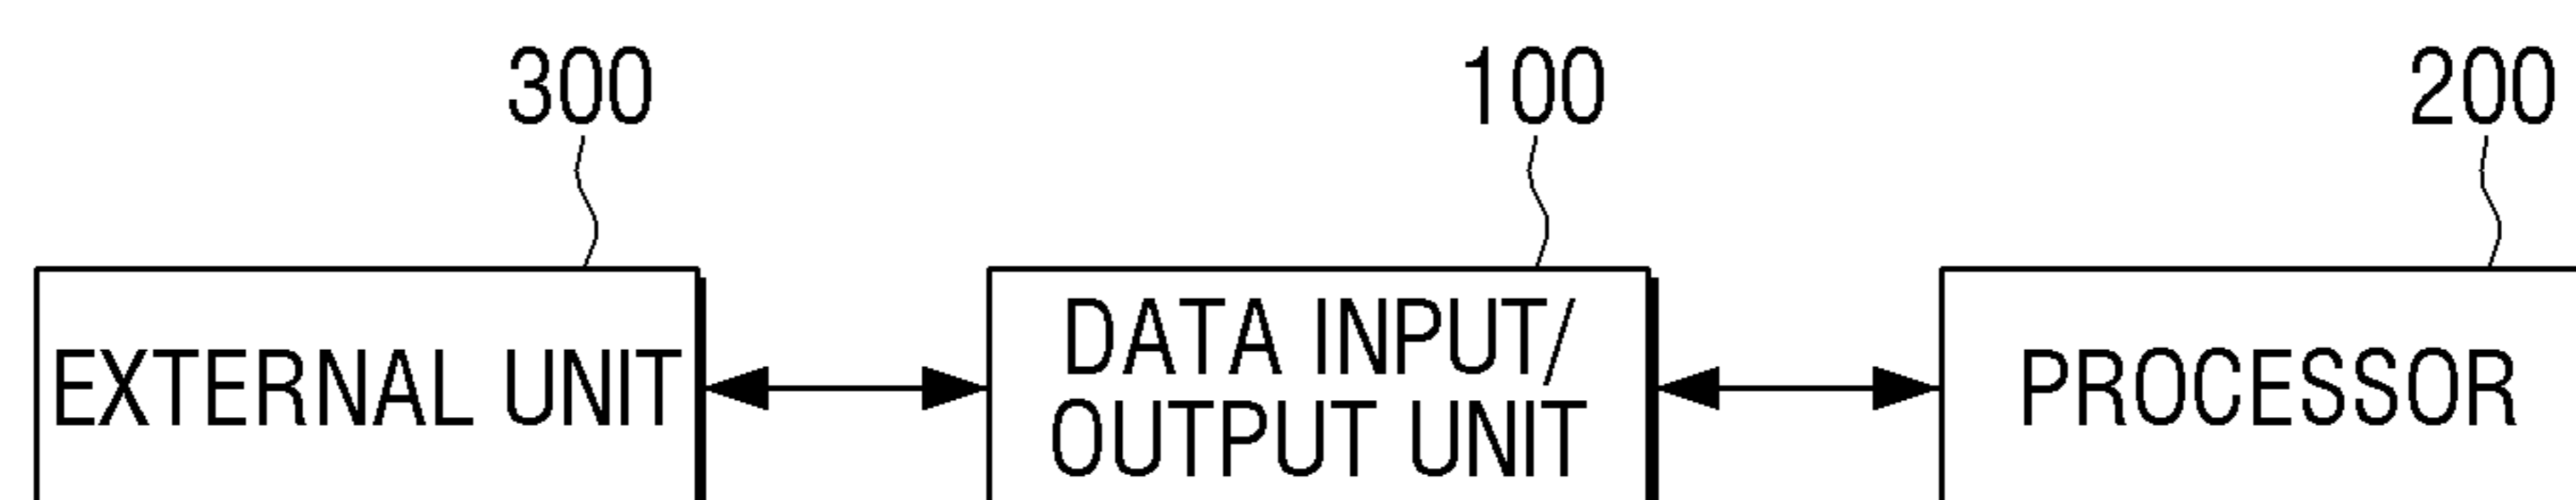 300
100
200
EXTERNAL UNIT
DATA INPUT/
OUTPUT UNIT
PROCESSOR